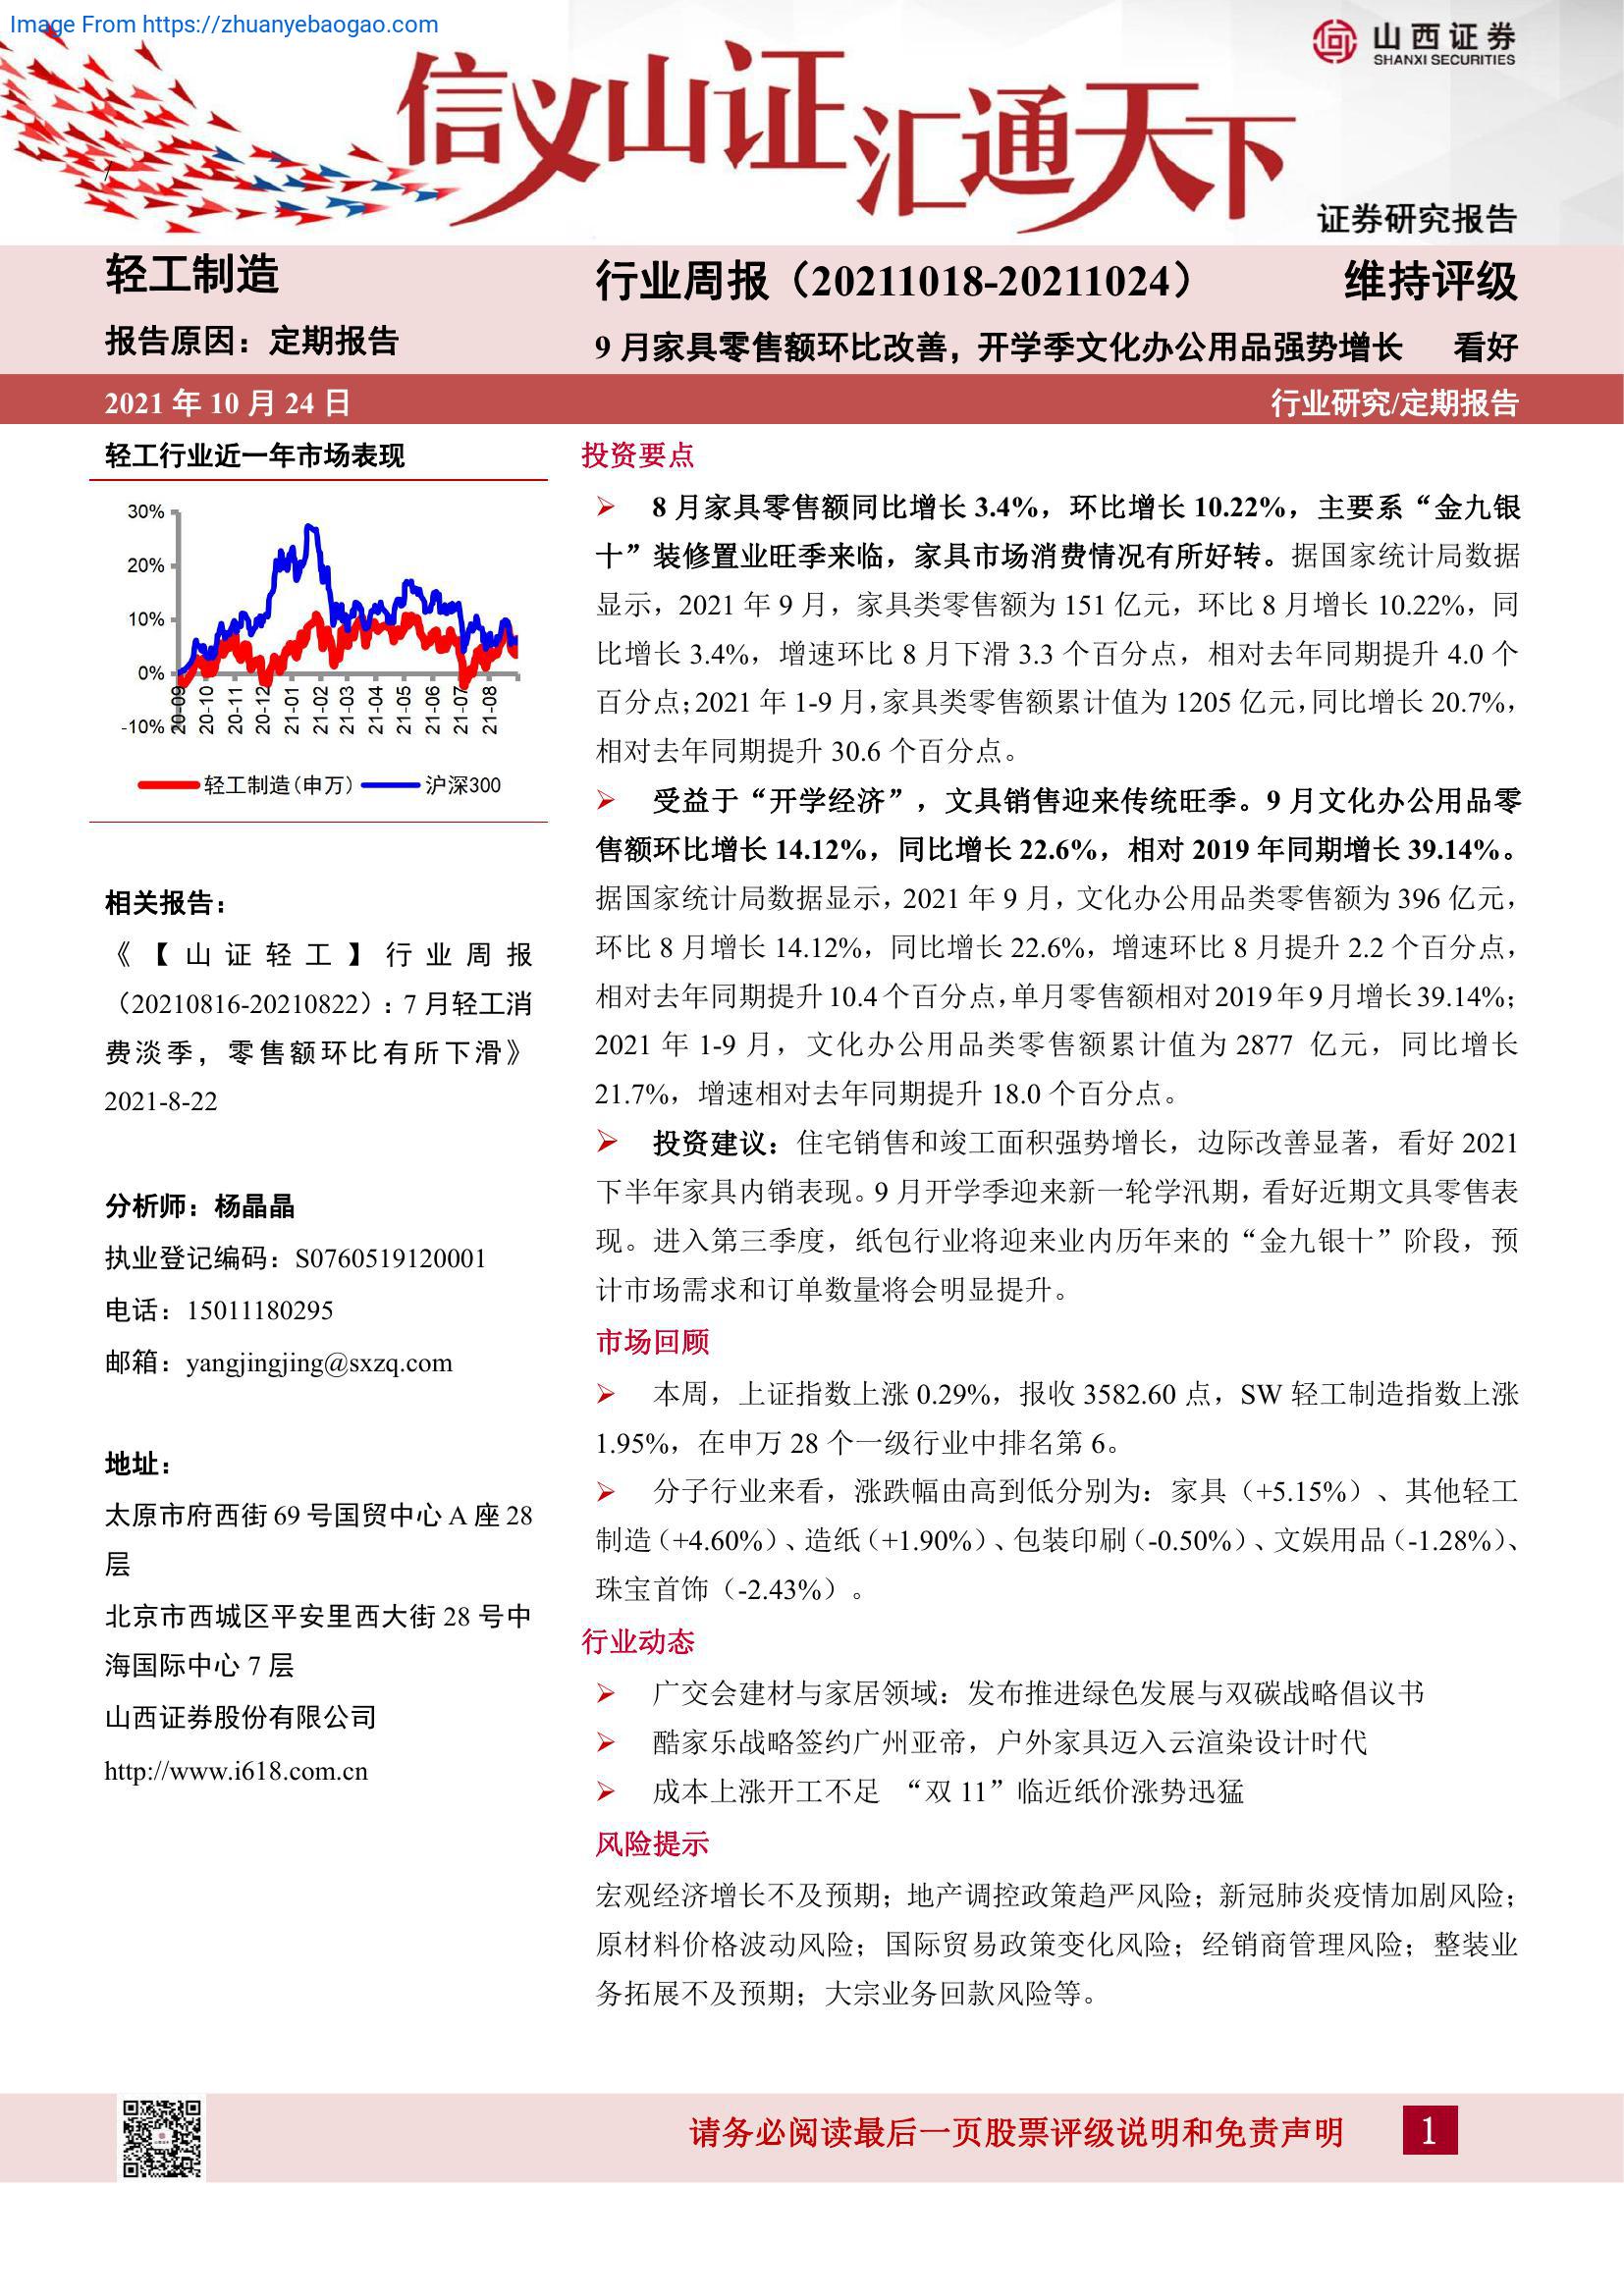 Image From https://zhuanyebaogao.com
山西证券
SHANXI SECURITIES
信义山证汇通天下
证券研究报告
轻工制造
报告原因：定期报告
行业周报（20211018-20211024）
维持评级
9 月家具零售额环比改善，开学季文化办公用品强势增长
看好
2021 年 10 月 24 日
行业研究/定期报告
轻工行业近一年市场表现
30%
20%
10%
0%
-10%
20-09
20-10
20-11
20-12
21-01
21-02
21-03
21-04
21-05
21-06
21-07
21-08
轻工制造(申万)
沪深300
相关报告：
《【山证轻工】行业周报
（20210816-20210822）: 7 月轻工消
费淡季，零售额环比有所下滑》
2021-8-22
分析师：杨晶晶
执业登记编码：S0760519120001
电话：15011180295
邮箱：yangjingjing@sxzq.com
地址：
太原市府西街 69 号国贸中心 A 座 28
层
北京市西城区平安里西大街 28 号中
海国际中心 7 层
山西证券股份有限公司
http://www.i618.com.cn
投资要点
➢ 8 月家具零售额同比增长 3.4%，环比增长 10.22%，主要系“金九银
十”装修置业旺季来临，家具市场消费情况有所好转。据国家统计局数据
显示，2021 年 9 月，家具类零售额为 151 亿元，环比 8 月增长 10.22%，同
比增长 3.4%，增速环比 8 月下滑 3.3 个百分点，相对去年同期提升 4.0 个
百分点；2021 年 1-9 月，家具类零售额累计值为 1205 亿元，同比增长 20.7%，
相对去年同期提升 30.6 个百分点。
➢ 受益于“开学经济”，文具销售迎来传统旺季。9 月文化办公用品零
售额环比增长 14.12%，同比增长 22.6%，相对 2019 年同期增长 39.14%。
据国家统计局数据显示，2021 年 9 月，文化办公用品类零售额为 396 亿元，
环比 8 月增长 14.12%，同比增长 22.6%，增速环比 8 月提升 2.2 个百分点，
相对去年同期提升 10.4 个百分点，单月零售额相对 2019 年 9 月增长 39.14%；
2021 年 1-9 月，文化办公用品类零售额累计值为 2877 亿元，同比增长
21.7%，增速相对去年同期提升 18.0 个百分点。
➢ 投资建议：住宅销售和竣工面积强势增长，边际改善显著，看好 2021
下半年家具内销表现。9 月开学季迎来新一轮学汛期，看好近期文具零售表
现。进入第三季度，纸包行业将迎来业内历年来的“金九银十”阶段，预
计市场需求和订单数量将会明显提升。
市场回顾
➢ 本周，上证指数上涨 0.29%，报收 3582.60 点，SW 轻工制造指数上涨
1.95%，在申万 28 个一级行业中排名第 6。
➢ 分子行业来看，涨跌幅由高到低分别为：家具（+5.15%）、其他轻工
制造（+4.60%）、造纸（+1.90%）、包装印刷（-0.50%）、文娱用品（-1.28%）、
珠宝首饰（-2.43%）。
行业动态
➢ 广交会建材与家居领域：发布推进绿色发展与双碳战略倡议书
➢ 酷家乐战略签约广州亚帝，户外家具迈入云渲染设计时代
➢ 成本上涨开工不足 “双 11”临近纸价涨势迅猛
风险提示
宏观经济增长不及预期；地产调控政策趋严风险；新冠肺炎疫情加剧风险；
原材料价格波动风险；国际贸易政策变化风险；经销商管理风险；整装业
务拓展不及预期；大宗业务回款风险等。
请务必阅读最后一页股票评级说明和免责声明
1